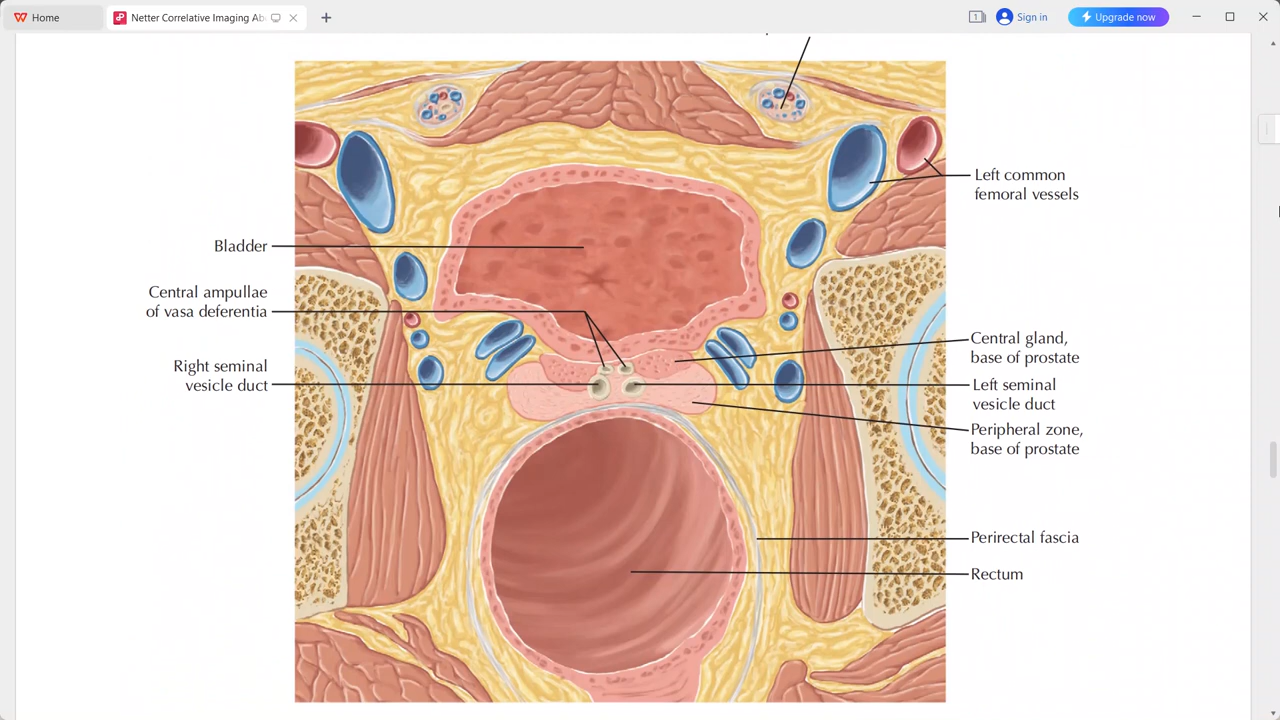 Home
Netter Correlative Imaging Ab
1
Sign in
Upgrade now
Left common
femoral vessels
Bladder
Central ampullae
of vasa deferentia
Central gland,
base of prostate
Right seminal
vesicle duct
Left seminal
vesicle duct
Peripheral zone,
base of prostate
Perirectal fascia
Rectum